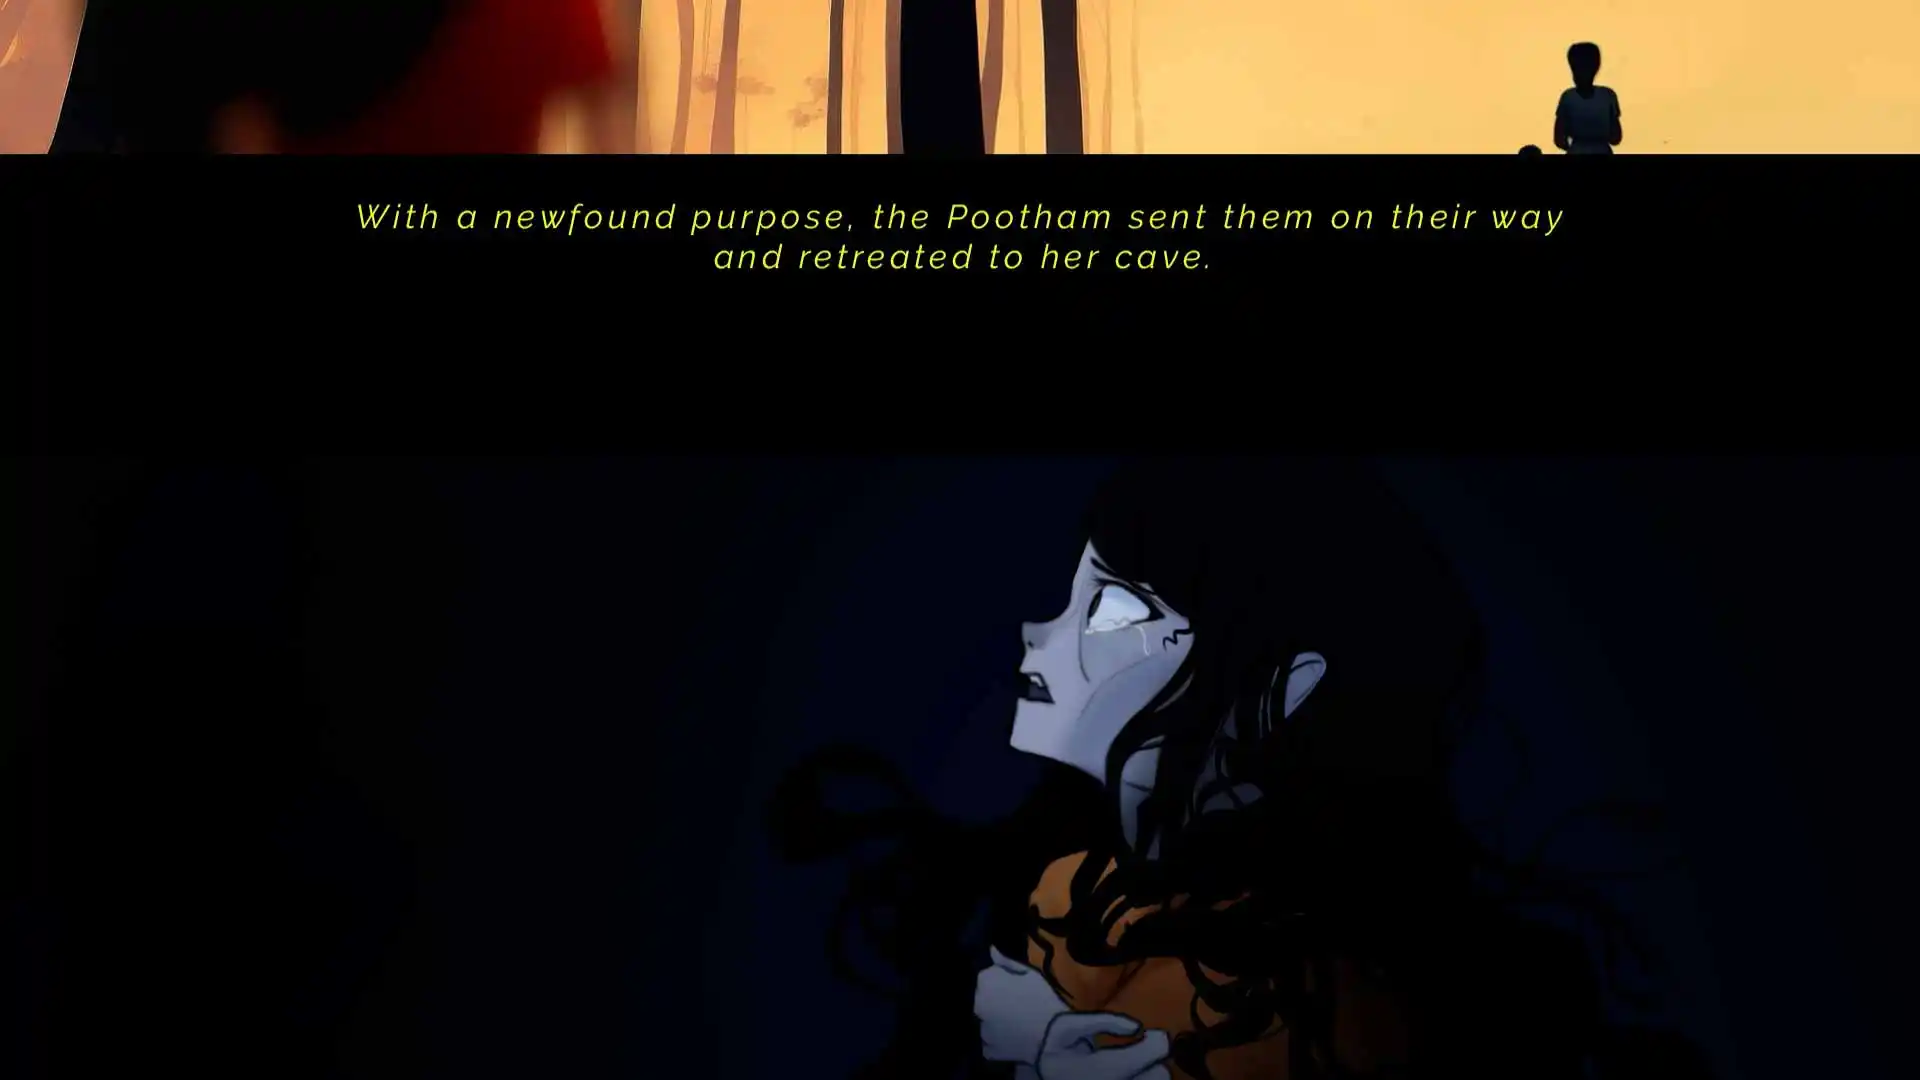 With a newfound purpose, the Pootham sent them on their way
and retreated to her cave.